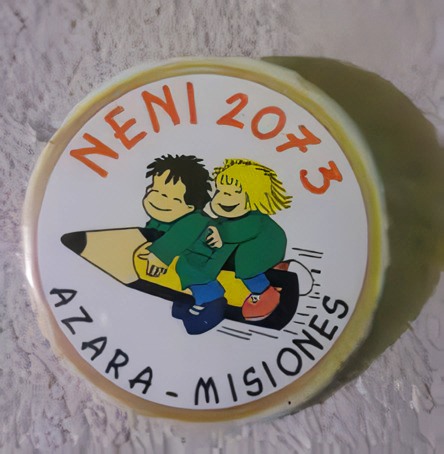 NENI 2073
AZARA - MISIONES